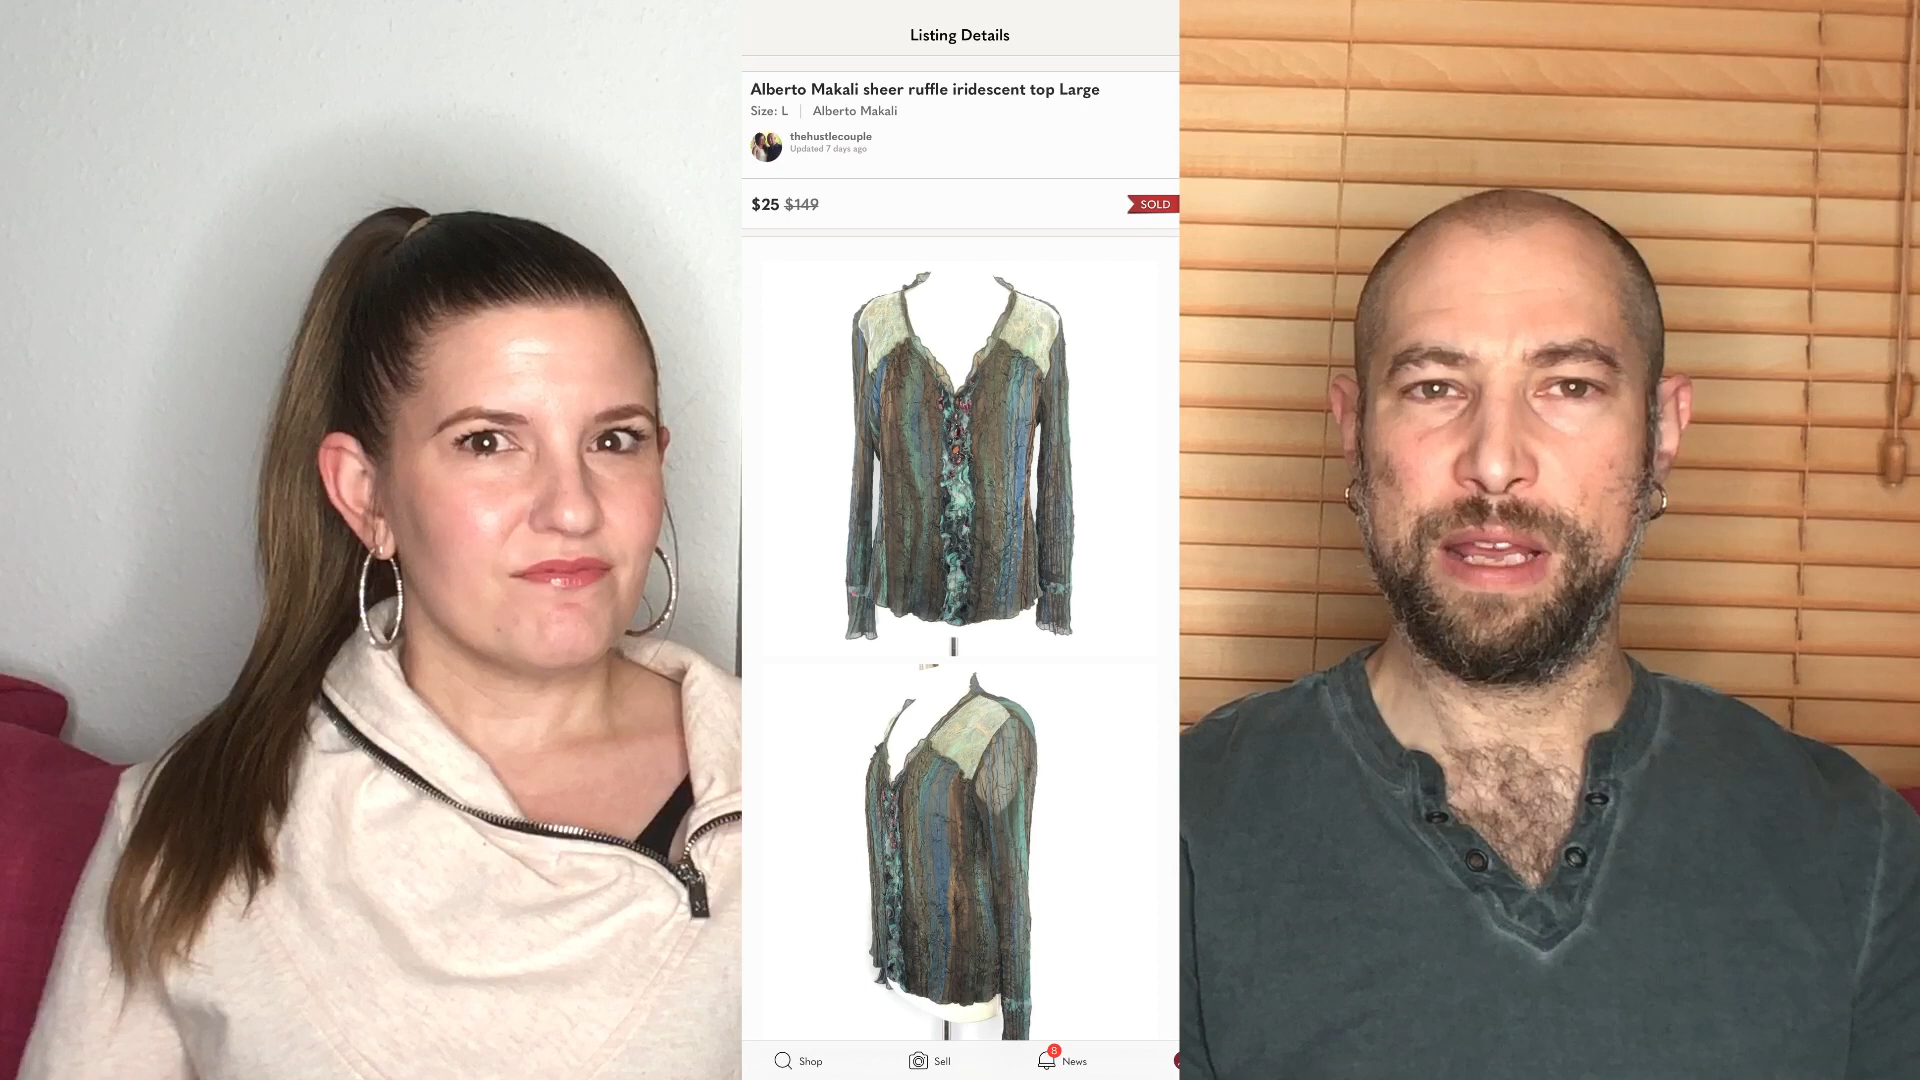 Listing Details
Alberto Makali sheer ruffle iridescent top Large
Size: L | Alberto Makali
thehustlecouple
Updated 7 days ago
$25 $149
SOLD
8
Shop
Sell
News